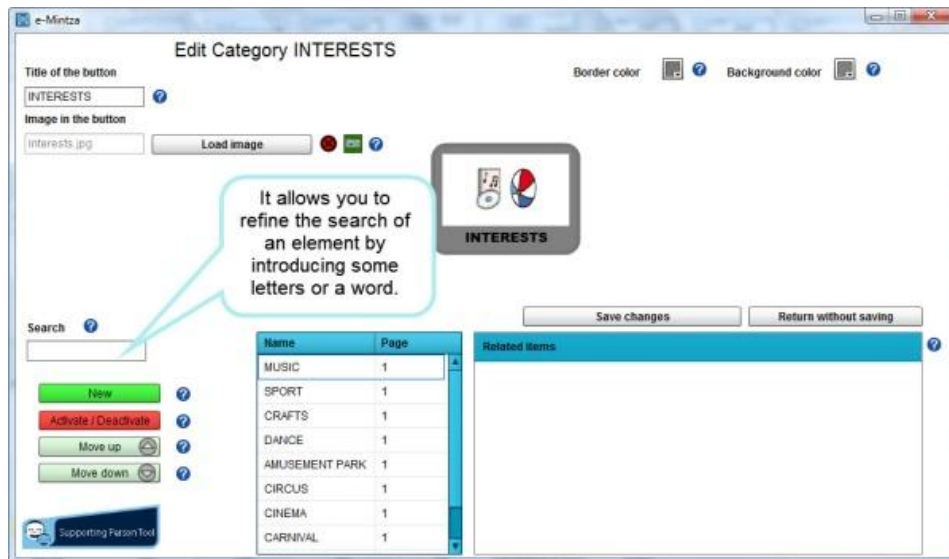 e-Mintza
Edit Category INTERESTS
Title of the button
Border color
Background color
INTERESTS
Image in the button
interests.jpg
Load image
It allows you to
refine the search of
an element by
introducing some
letters or a word.
INTERESTS
Save changes
Return without saving
Search
Name Page
Related items
MUSIC 1
SPORT 1
CRAFTS 1
DANCE 1
AMUSEMENT PARK 1
CIRCUS 1
CINEMA 1
CARNIVAL 1
New
Activate / Deactivate
Move up
Move down
Supporting Person Tool